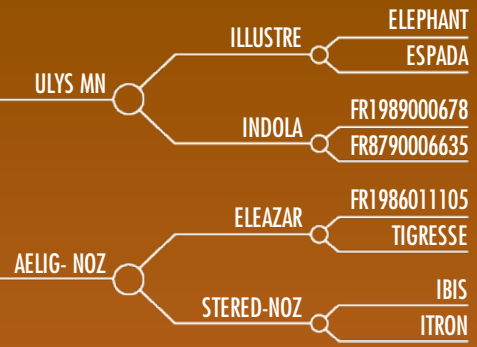 ELEPHANT
ILLUSTRE
ESPADA
ULYS MN
FR1989000678
INDOLA
FR8790006635
FR1986011105
ELEAZAR
TIGRESSE
AELIG- NOZ
IBIS
STERED-NOZ
ITRON